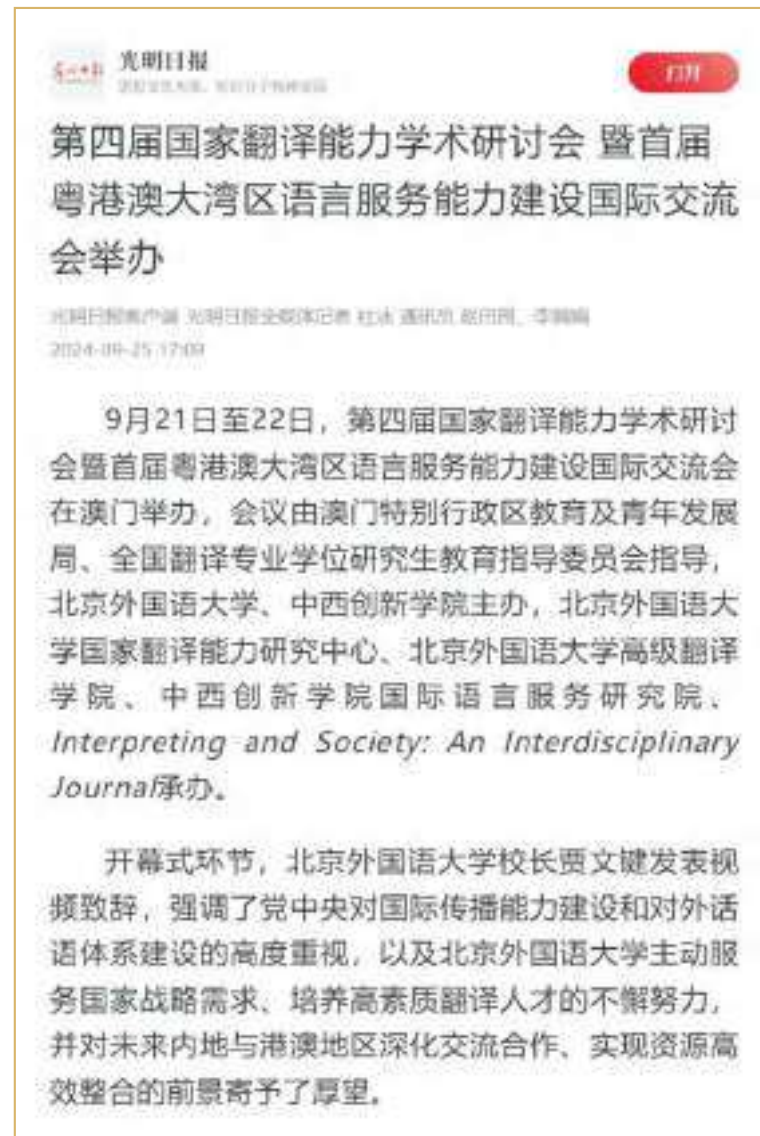 光明日报
打开
第四届国家翻译能力学术研讨会 暨首届
粤港澳大湾区语言服务能力建设国际交流
会举办
光明日报客户端 光明日报全媒体记者
2024-09-25 17:09
9月21日至22日，第四届国家翻译能力学术研讨
会暨首届粤港澳大湾区语言服务能力建设国际交流会
在澳门举办，会议由澳门特别行政区教育及青年发展
局、全国翻译专业学位研究生教育指导委员会指导，
北京外国语大学、中西创新学院主办，北京外国语大
学国家翻译能力研究中心、北京外国语大学高级翻译
学院、中西创新学院国际语言服务研究院、
Interpreting and Society: An Interdisciplinary
Journal承办。
开幕式环节，北京外国语大学校长贾文键发表视
频致辞，强调了党中央对国际传播能力建设和对外话
语体系建设的高度重视，以及北京外国语大学主动服
务国家战略需求、培养高素质翻译人才的不懈努力，
并对未来内地与港澳地区深化交流合作、实现资源高
效整合的前景寄予了厚望。